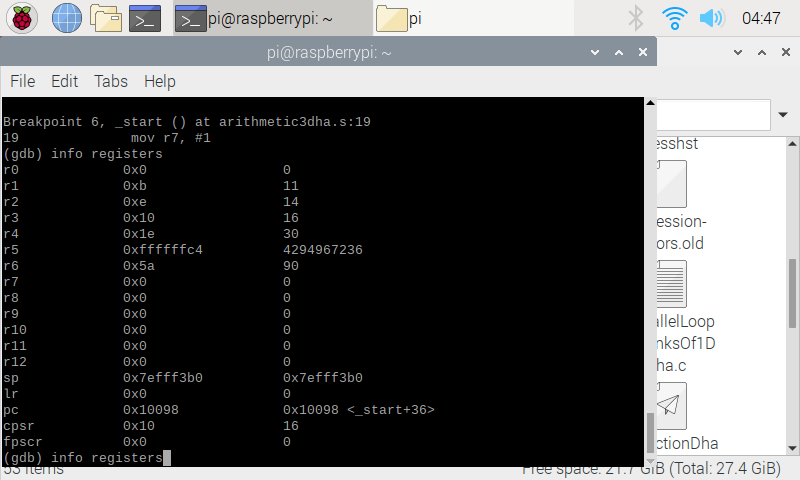 pi@raspberrypi: ~
pi
04:47
pi@raspberrypi: ~
File Edit Tabs Help
Breakpoint 6, _start () at arithmetic3dha.s:19
19 mov r7, #1
(gdb) info registers
r0 0x0 0
r1 0xb 11
r2 0xe 14
r3 0x10 16
r4 0x1e 30
r5 0xffffffc4 4294967236
r6 0x5a 90
r7 0x0 0
r8 0x0 0
r9 0x0 0
r10 0x0 0
r11 0x0 0
r12 0x0 0
sp 0x7efff3b0 0x7efff3b0
lr 0x0 0
pc 0x10098 0x10098 <_start+36>
cpsr 0x10 16
fpscr 0x0 0
(gdb) info registers
esshst
ession-
ors.old
allelLoop
nksOf1D
ha.c
ctionDha
53 items
Free space: 21.7 GiB (Total: 27.4 GiB)